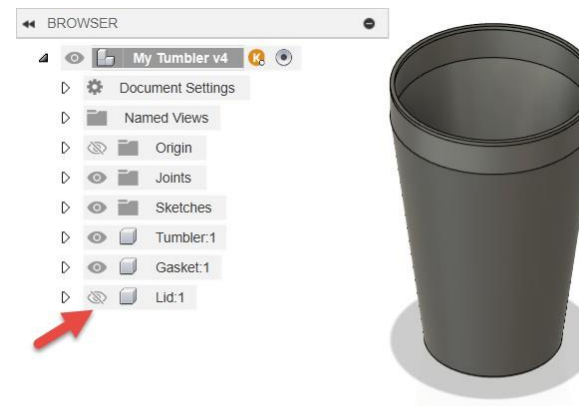 BROWSER
My Tumbler v4 K
Document Settings
Named Views
Origin
Joints
Sketches
Tumbler:1
Gasket:1
Lid:1